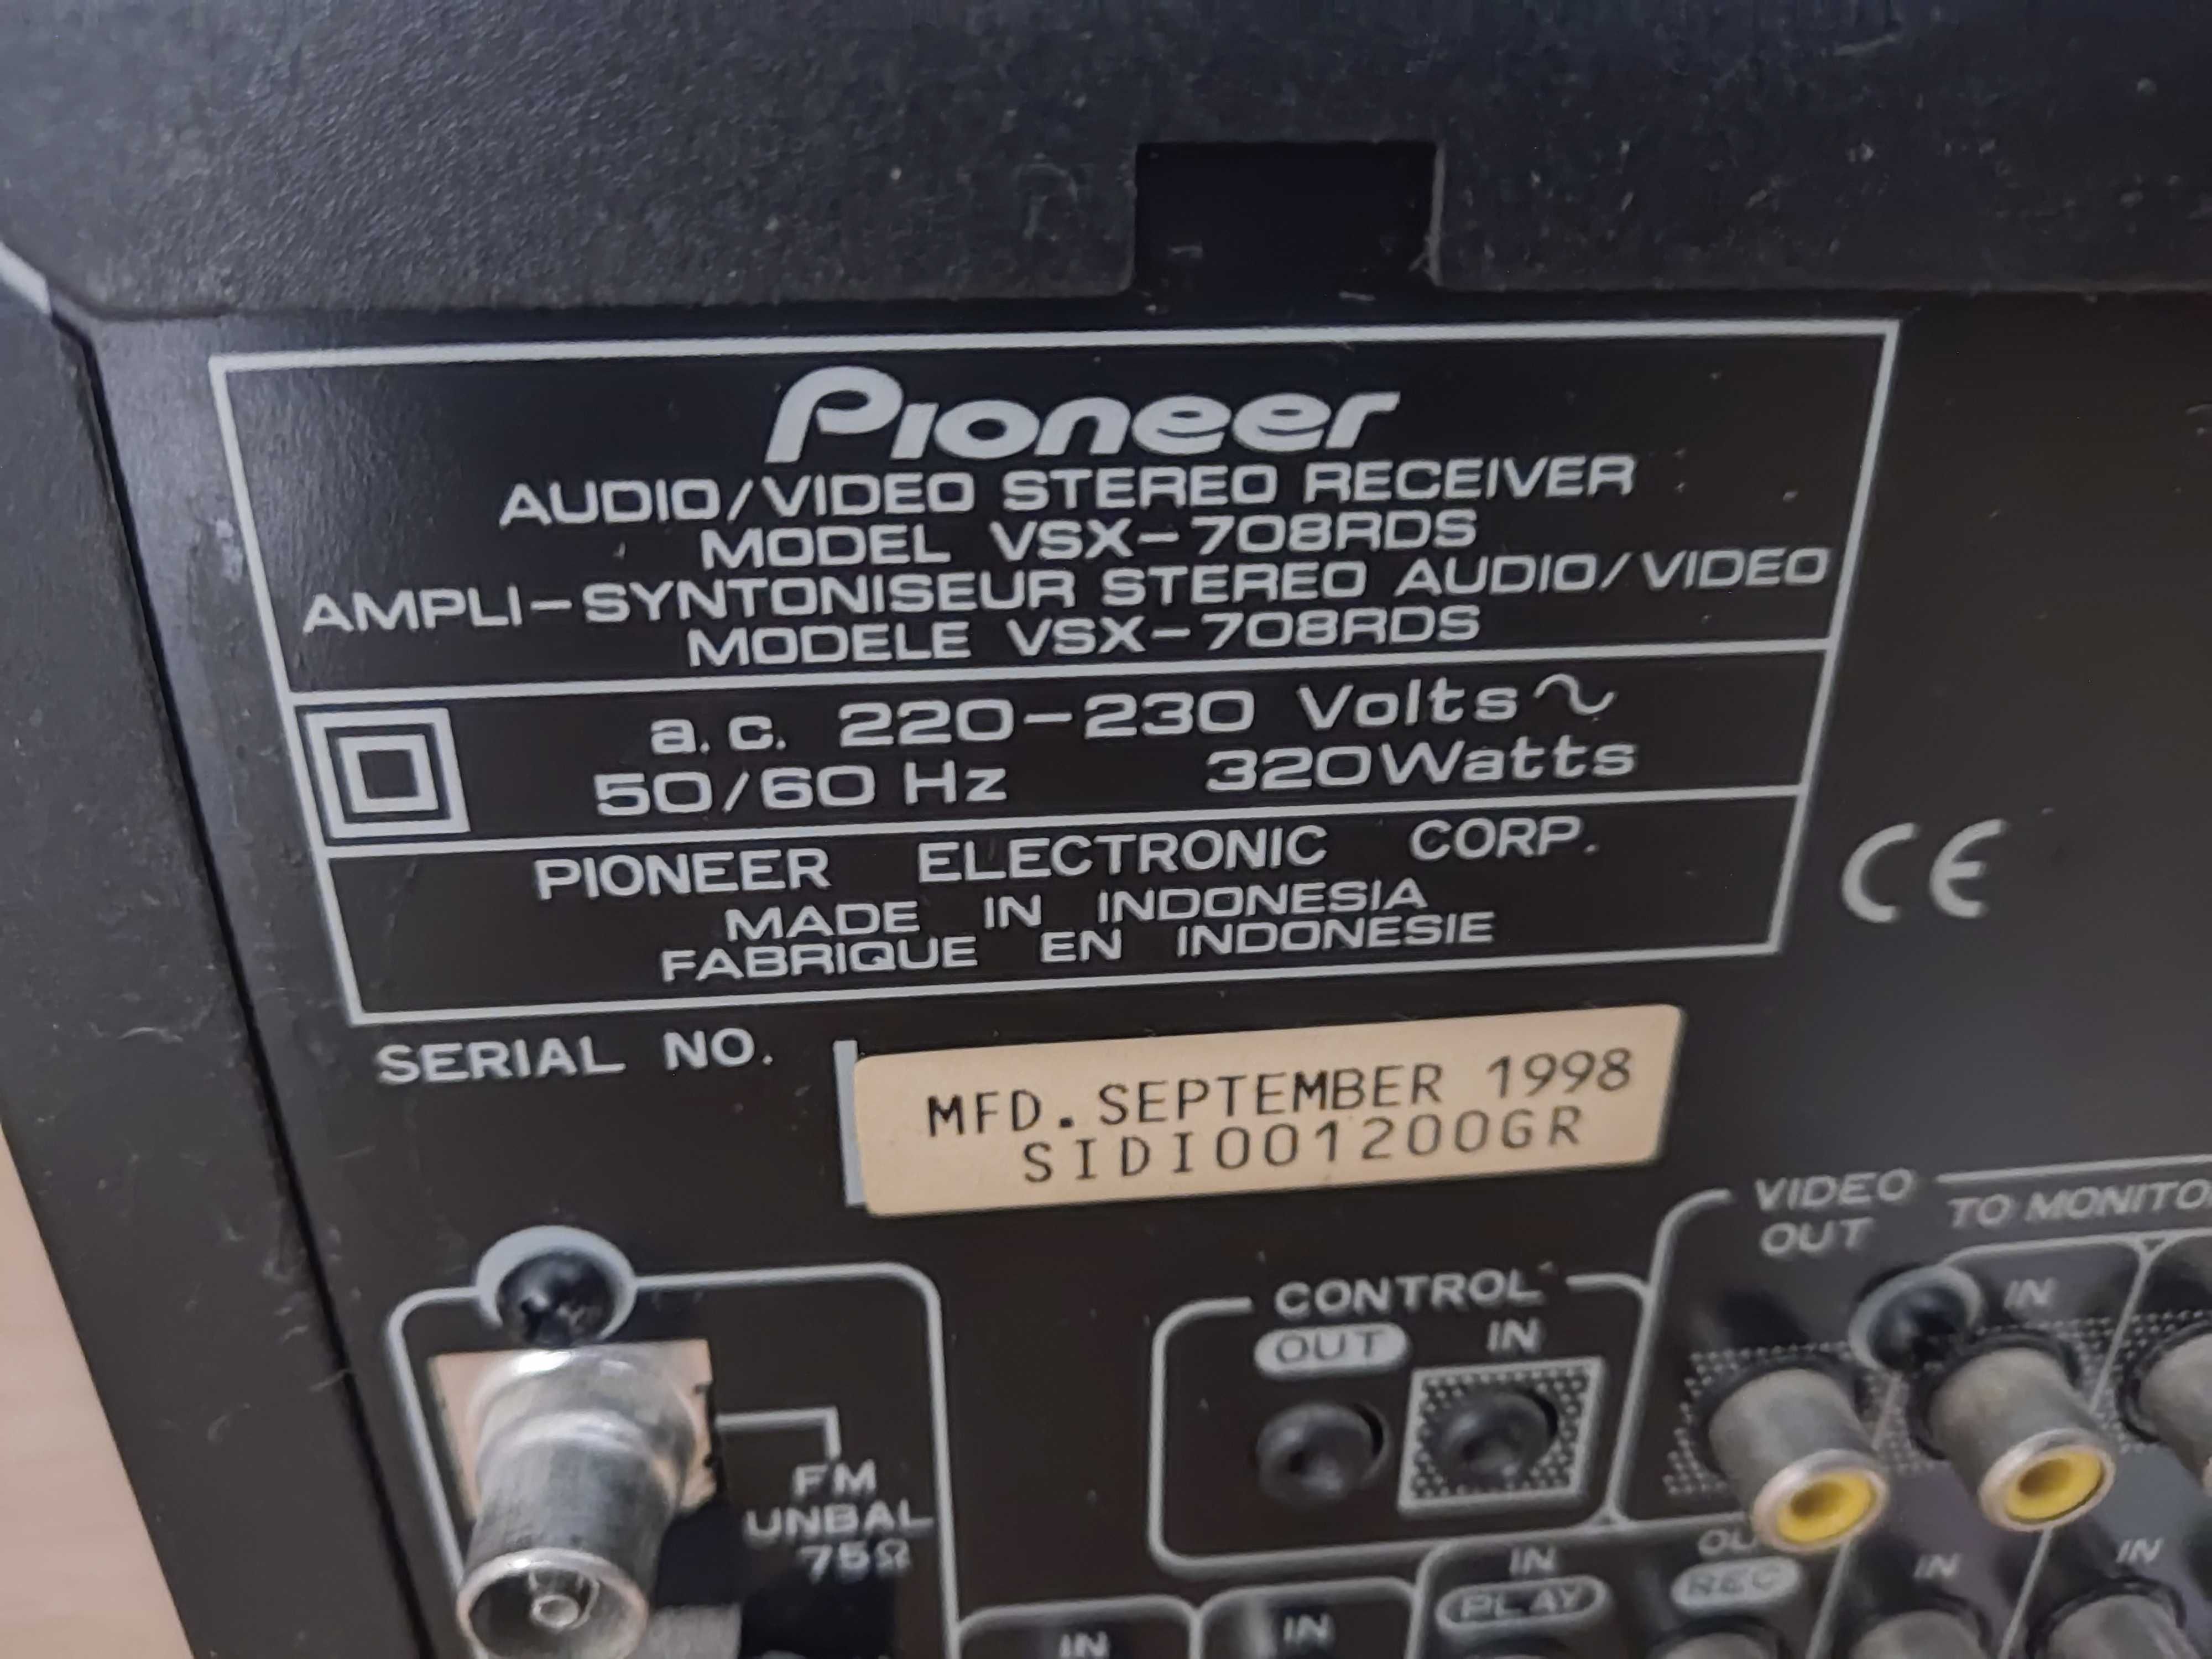 Pioneer
AUDIO/VIDEO STEREO RECEIVER
MODEL VSX-708RDS
AMPLI-SYNTONISEUR STEREO AUDIO/VIDEO
MODELE VSX-708RDS
a.c. 220-230 Volts~
50/60 Hz 320Watts
PIONEER ELECTRONIC CORP.
MADE IN INDONESIA
FABRIQUE EN INDONESIE
CE
SERIAL NO.
MFD. SEPTEMBER 1998
SIDI001200GR
VIDEO
OUT
TO MONITO
IN
CONTROL
OUT IN
FM
UNBAL
75Ω
IN
PLAY
REC
IN
IN
IN
IN